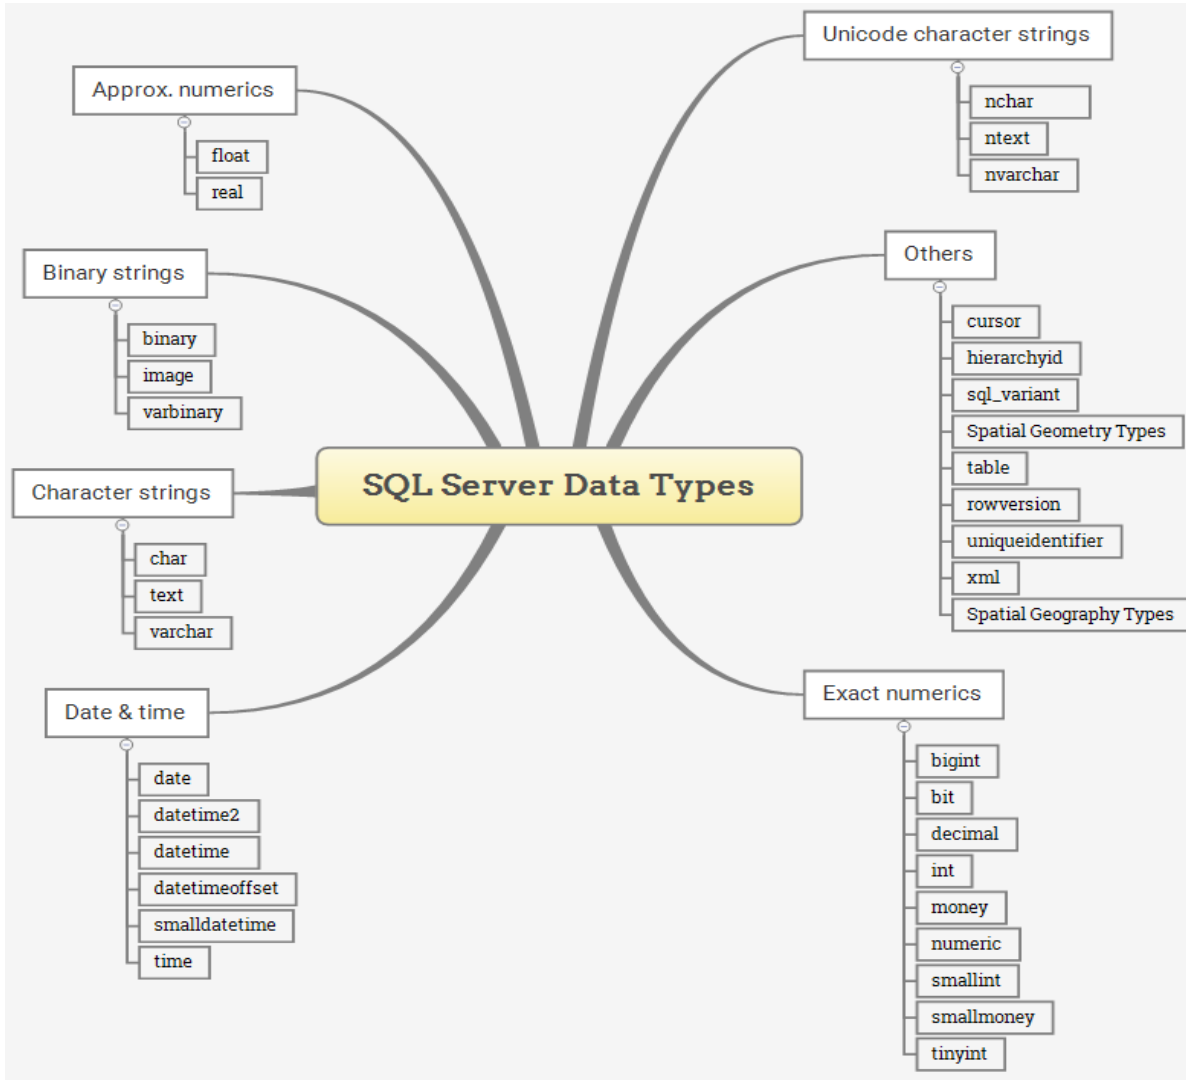 SQL Server Data Types
Approx. numerics
float
real
Binary strings
binary
image
varbinary
Character strings
char
text
varchar
Date & time
date
datetime2
datetime
datetimeoffset
smalldatetime
time
Unicode character strings
nchar
ntext
nvarchar
Others
cursor
hierarchyid
sql_variant
Spatial Geometry Types
table
rowversion
uniqueidentifier
xml
Spatial Geography Types
Exact numerics
bigint
bit
decimal
int
money
numeric
smallint
smallmoney
tinyint